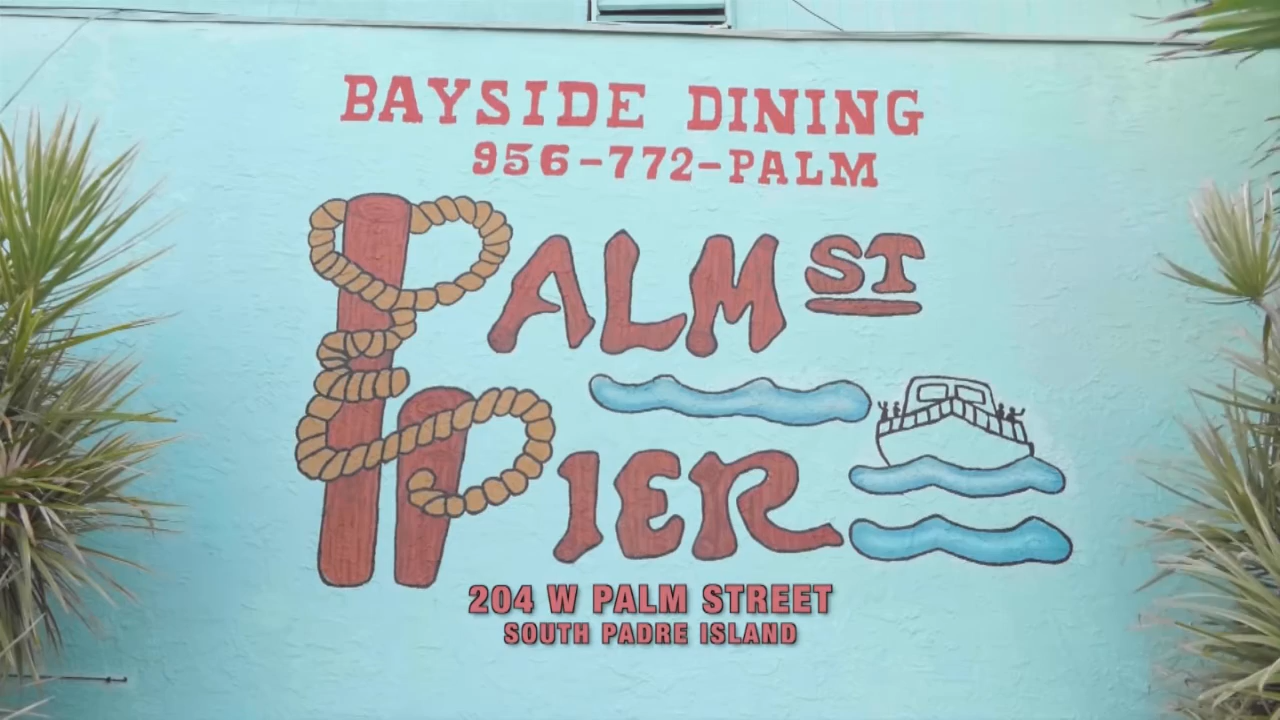 BAYSIDE DINING
956-772-PALM
PALM ST
PIER
204 W PALM STREET
SOUTH PADRE ISLAND